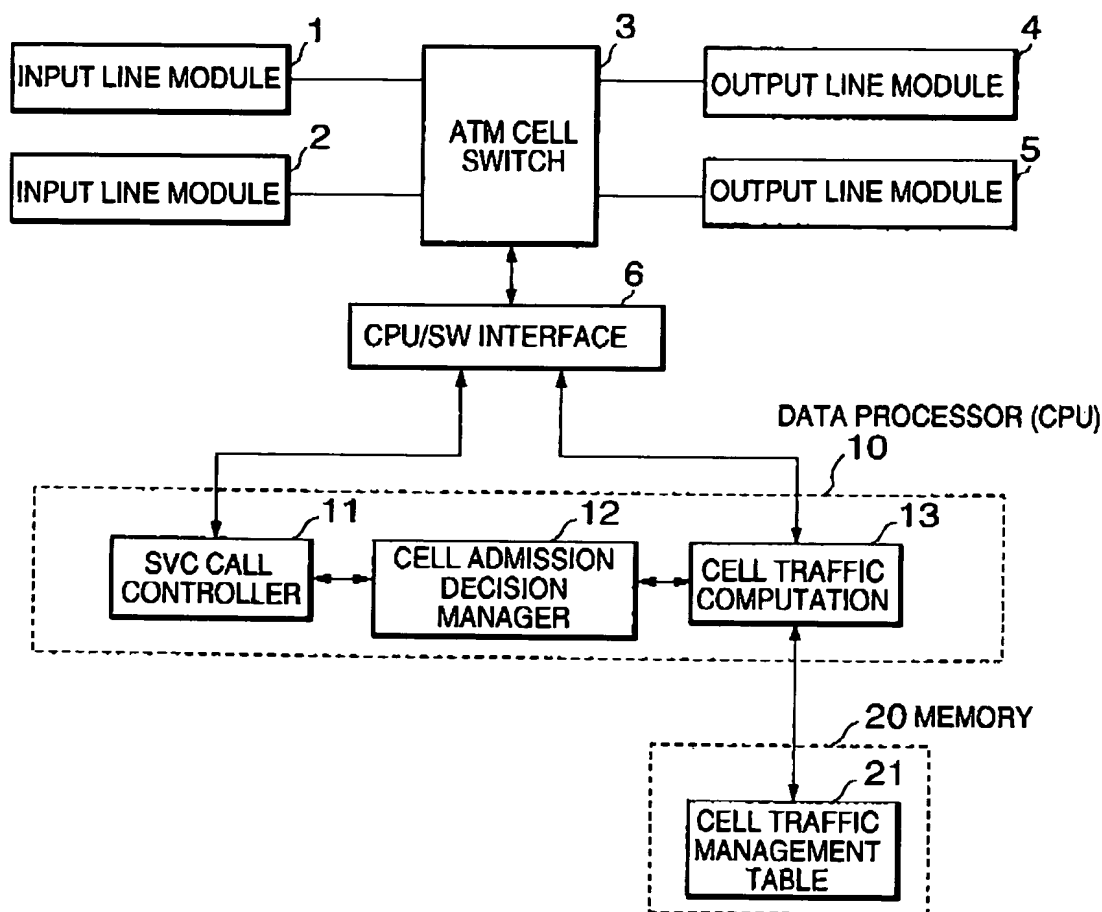 1
INPUT LINE MODULE
2
INPUT LINE MODULE
3
ATM CELL
SWITCH
4
OUTPUT LINE MODULE
5
OUTPUT LINE MODULE
6
CPU/SW INTERFACE
DATA PROCESSOR (CPU)
10
11
SVC CALL
CONTROLLER
12
CELL ADMISSION
DECISION
MANAGER
13
CELL TRAFFIC
COMPUTATION
20 MEMORY
21
CELL TRAFFIC
MANAGEMENT
TABLE